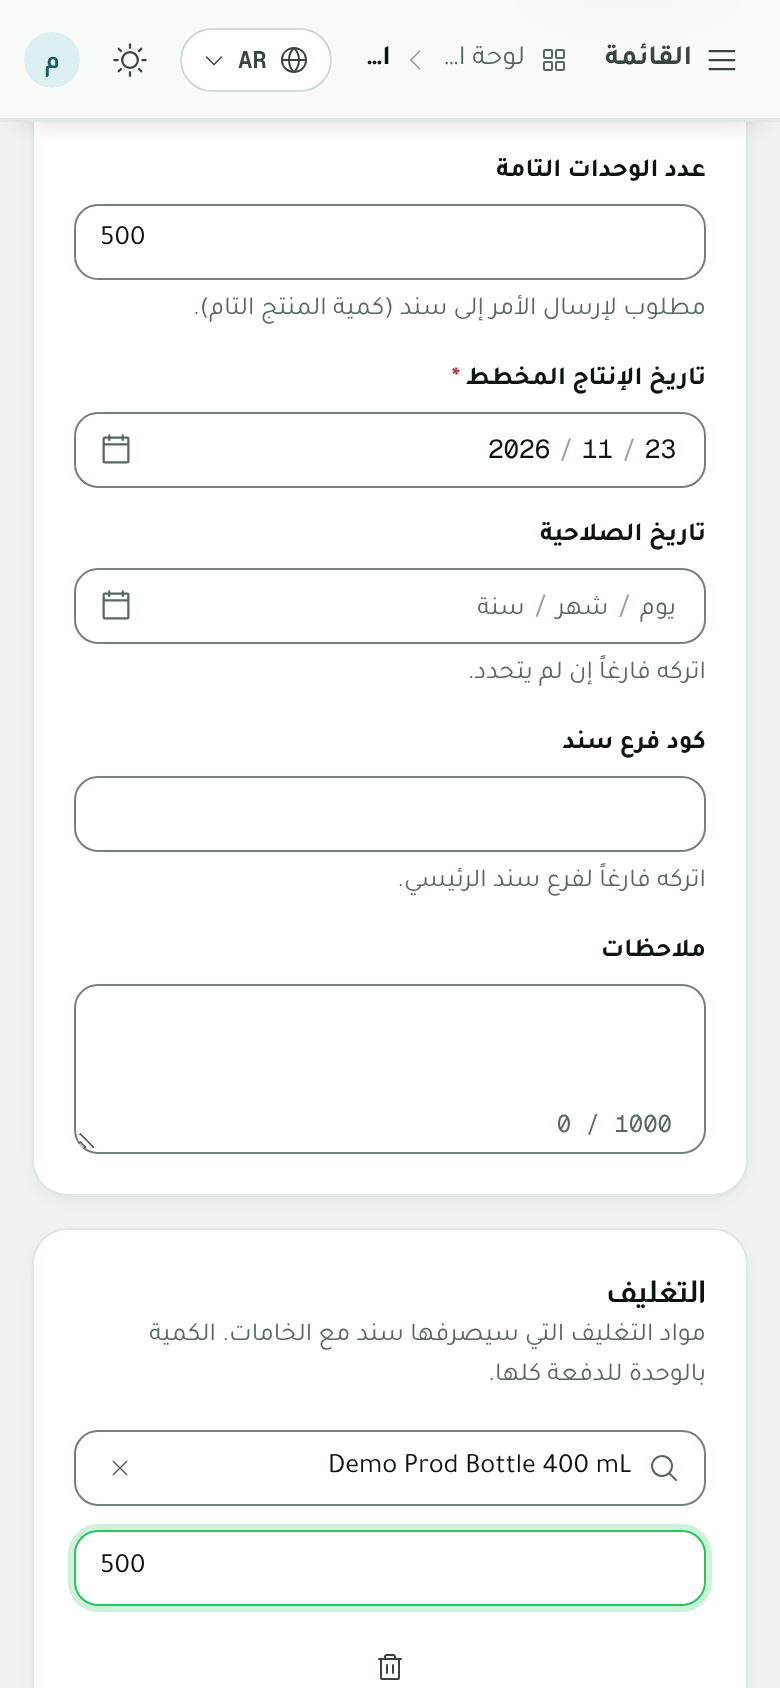 القائمة
لوحة ا...
ا...
AR
م
عدد الوحدات التامة
500
مطلوب لإرسال الأمر إلى سند (كمية المنتج التام).
تاريخ الإنتاج المخطط *
23 / 11 / 2026
تاريخ الصلاحية
يوم / شهر / سنة
اتركه فارغاً إن لم يتحدد.
كود فرع سند
اتركه فارغاً لفرع سند الرئيسي.
ملاحظات
0 / 1000
التغليف
مواد التغليف التي سيصرفها سند مع الخامات. الكمية
بالوحدة للدفعة كلها.
Demo Prod Bottle 400 mL
500